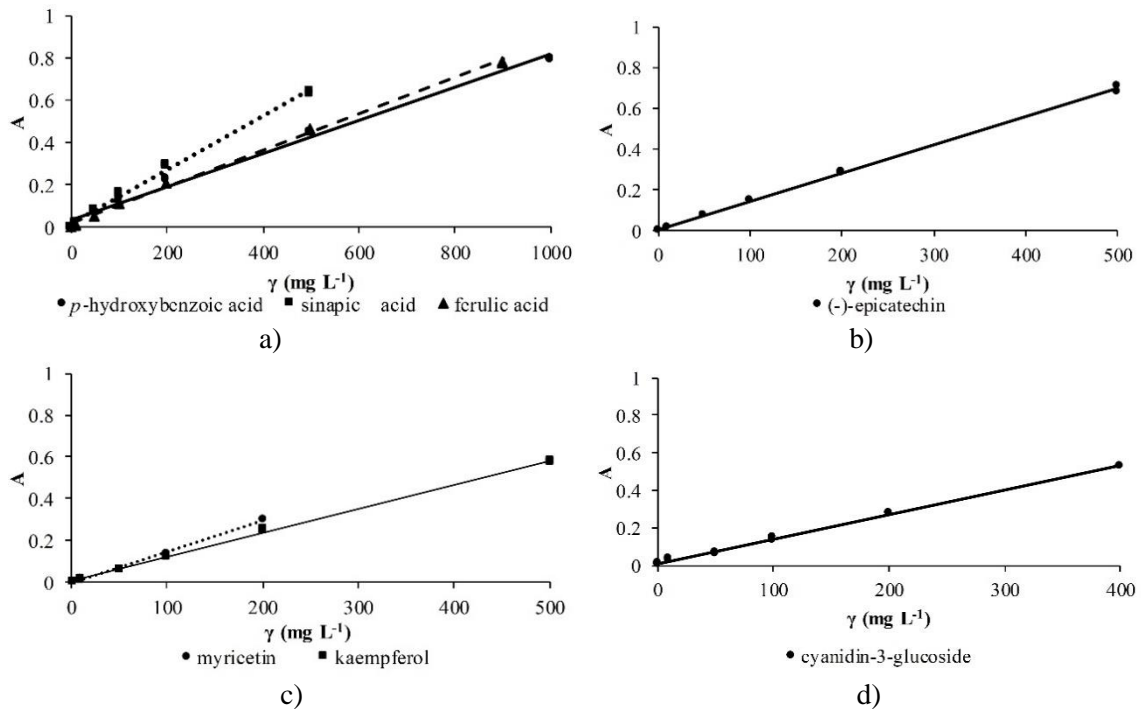 1
0.8
0.6
0.4
0.2
0
A
0 200 400 600 800 1000
γ (mg L-1)
p-hydroxybenzoic acid sinapic acid ferulic acid
a)
1
0.8
0.6
0.4
0.2
0
A
0 100 200 300 400 500
γ (mg L-1)
(-)-epicatechin
b)
1
0.8
0.6
0.4
0.2
0
A
0 100 200 300 400 500
γ (mg L-1)
myricetin kaempferol
c)
1
0.8
0.6
0.4
0.2
0
A
0 100 200 300 400
γ (mg L-1)
cyanidin-3-glucoside
d)